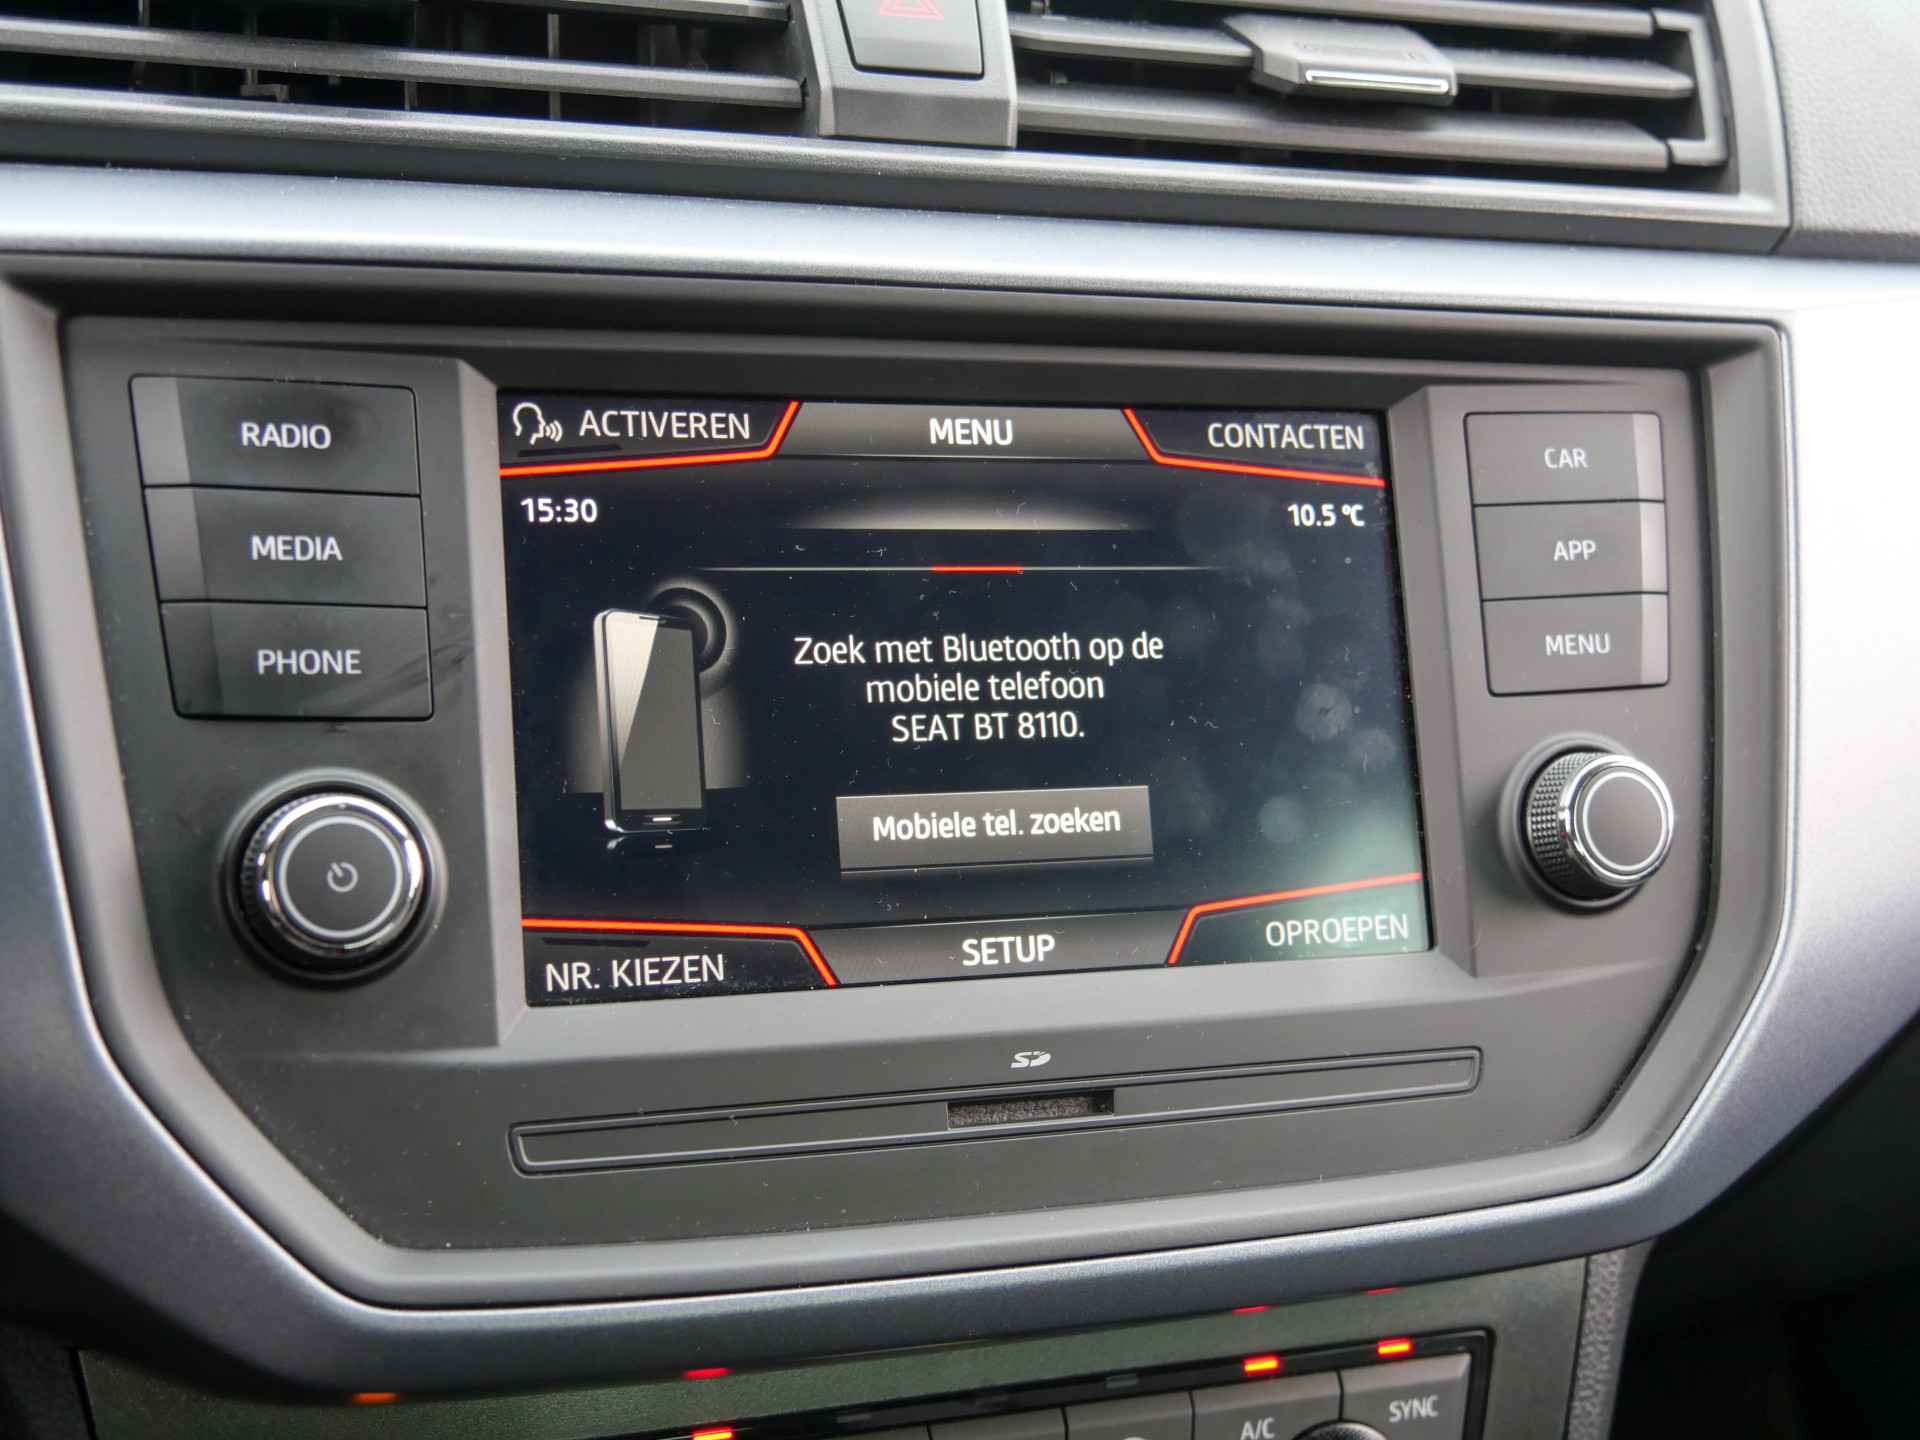 RADIO
MEDIA
PHONE
ACTIVEREN
MENU
CONTACTEN
15:30
10.5 °C
Zoek met Bluetooth op de
mobiele telefoon
SEAT BT 8110.
Mobiele tel. zoeken
NR. KIEZEN
SETUP
OPROEPEN
CAR
APP
MENU
SD
A/C
SYNC